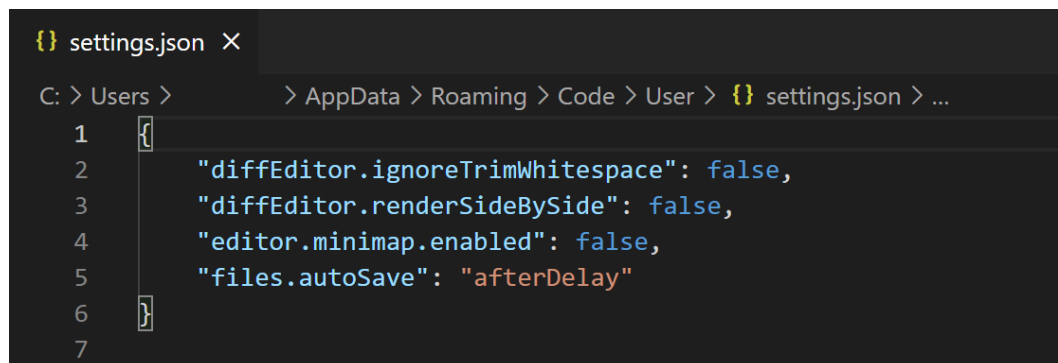 {} settings.json ×
C: > Users > > AppData > Roaming > Code > User > {} settings.json > ...
1 {
2 "diffEditor.ignoreTrimWhitespace": false,
3 "diffEditor.renderSideBySide": false,
4 "editor.minimap.enabled": false,
5 "files.autoSave": "afterDelay"
6 }
7